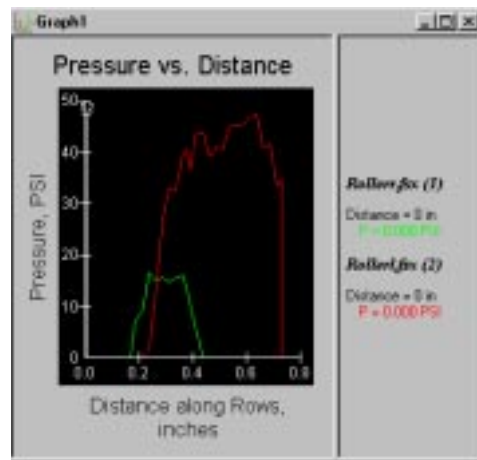 Graph1
Pressure vs. Distance
Pressure, PSI
50
40
30
20
10
0
0.0 0.2 0.4 0.6 0.8
Distance along Rows,
inches
(1)
Distance = 0 in
P = 0.000 PSI
(2)
Distance = 0 in
P = 0.000 PSI